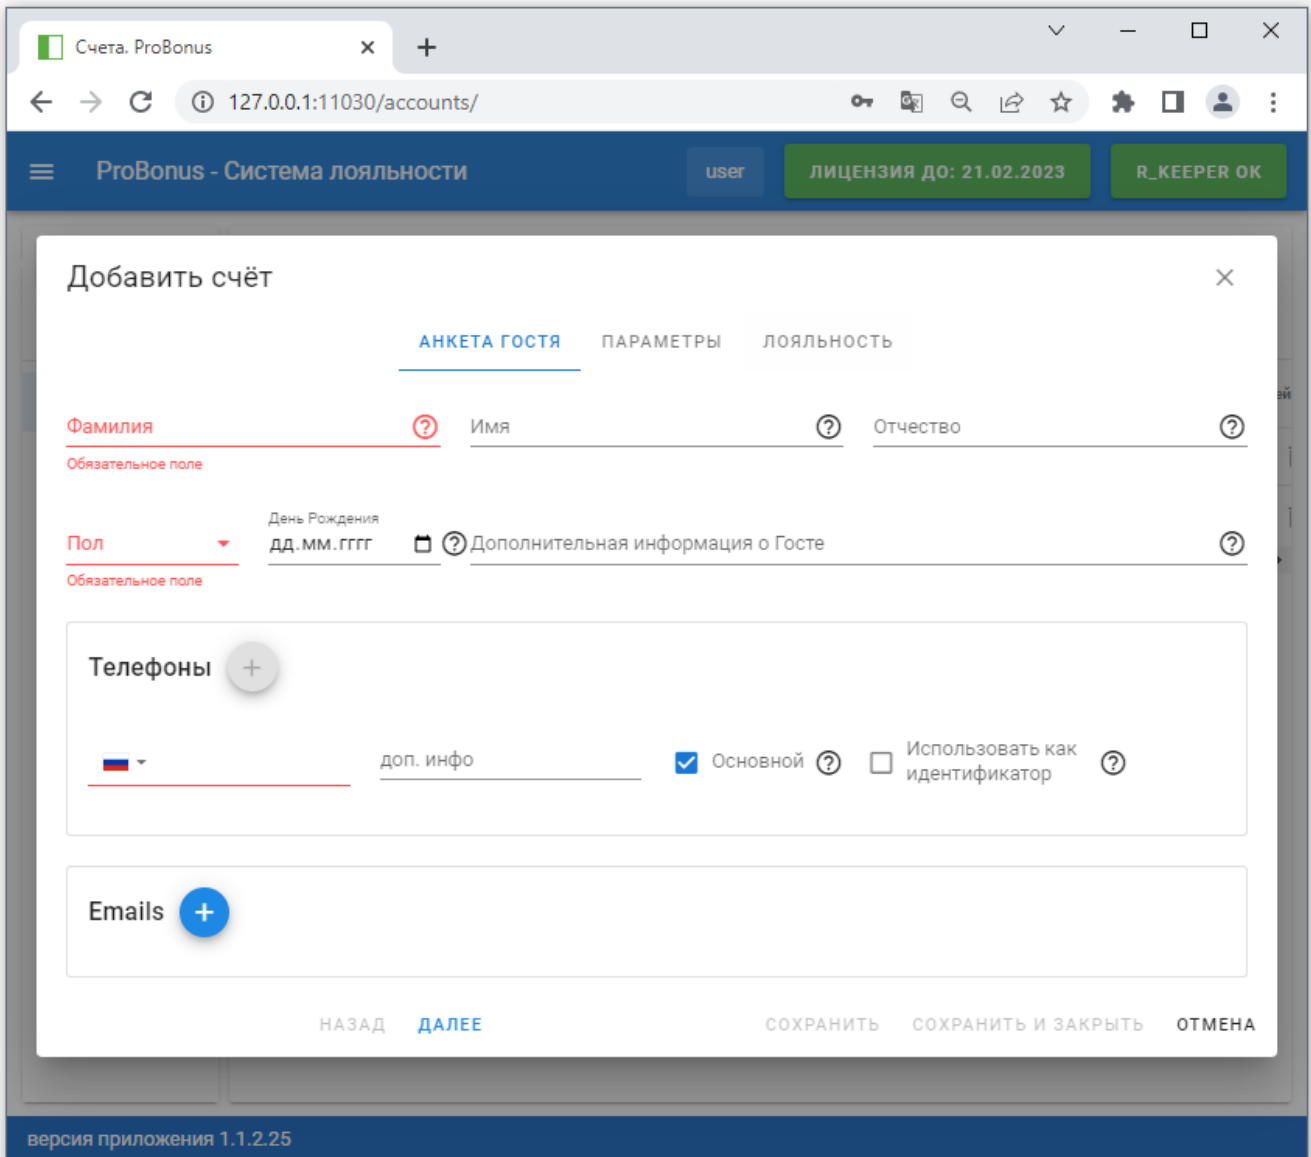 Счета. ProBonus
127.0.0.1:11030/accounts/
ProBonus - Система лояльности
user
ЛИЦЕНЗИЯ ДО: 21.02.2023
R_KEEPER OK
Добавить счёт
АНКЕТА ГОСТЯ
ПАРАМЕТРЫ
ЛОЯЛЬНОСТЬ
Фамилия
Имя
Отчество
Обязательное поле
День Рождения
Пол
дд.мм.гггг
Дополнительная информация о Госте
Обязательное поле
Телефоны
доп. инфо
Основной
Использовать как
идентификатор
Emails
НАЗАД
ДАЛЕЕ
СОХРАНИТЬ
СОХРАНИТЬ И ЗАКРЫТЬ
ОТМЕНА
версия приложения 1.1.2.25